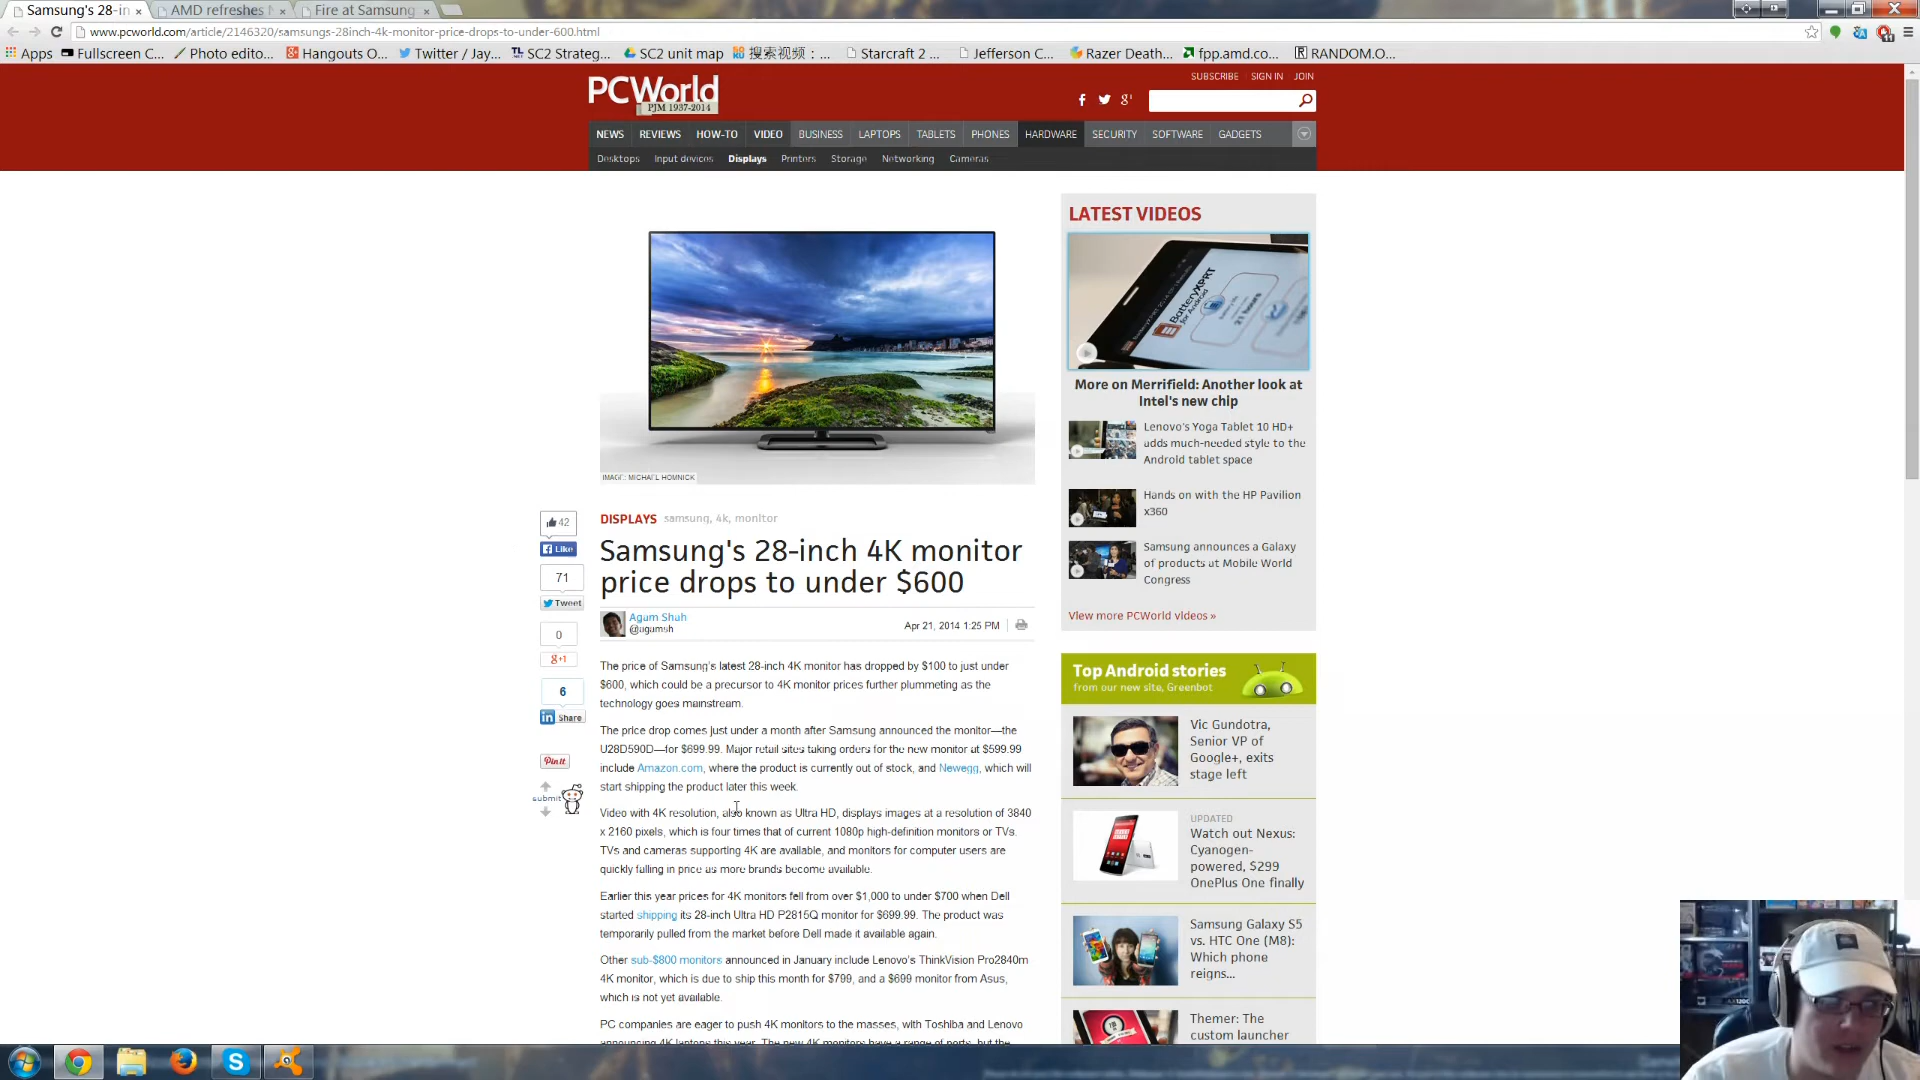 Samsung's 28-in
AMD refreshes f
Fire at Samsung
www.pcworld.com/article/2146320/samsungs-28inch-4k-monitor-price-drops-to-under-600.html
Apps
Fullscreen C...
Photo edito...
Hangouts O...
Twitter / Jay...
SC2 Strateg...
SC2 unit map
搜索视频：...
Starcraft 2 ...
Jefferson C...
Razer Death...
fpp.amd.co...
RANDOM.O...
SUBSCRIBE
SIGN IN
JOIN
PCWorld
PJM 1937-2014
NEWS REVIEWS HOW-TO VIDEO BUSINESS LAPTOPS TABLETS PHONES HARDWARE SECURITY SOFTWARE GADGETS
Desktops Input devices Displays Printers Storage Networking Cameras
IMAGE: MICHAEL HOMNICK
DISPLAYS samsung, 4k, monitor
Samsung's 28-inch 4K monitor
price drops to under $600
Agam Shah
@agamsh
Apr 21, 2014 1:25 PM
42
Like
71
Tweet
0
g+1
6
in Share
Pin it
submit
The price of Samsung's latest 28-inch 4K monitor has dropped by $100 to just under
$600, which could be a precursor to 4K monitor prices further plummeting as the
technology goes mainstream.
The price drop comes just under a month after Samsung announced the monitor—the
U28D590D—for $699.99. Major retail sites taking orders for the new monitor at $599.99
include Amazon.com, where the product is currently out of stock, and Newegg, which will
start shipping the product later this week.
Video with 4K resolution, also known as Ultra HD, displays images at a resolution of 3840
x 2160 pixels, which is four times that of current 1080p high-definition monitors or TVs.
TVs and cameras supporting 4K are available, and monitors for computer users are
quickly falling in price as more brands become available.
Earlier this year prices for 4K monitors fell from over $1,000 to under $700 when Dell
started shipping its 28-inch Ultra HD P2815Q monitor for $699.99. The product was
temporarily pulled from the market before Dell made it available again.
Other sub-$800 monitors announced in January include Lenovo's ThinkVision Pro2840m
4K monitor, which is due to ship this month for $799, and a $699 monitor from Asus,
which is not yet available.
PC companies are eager to push 4K monitors to the masses, with Toshiba and Lenovo
announcing 4K laptops this year. The new 4K monitors have a range of ports, but the
LATEST VIDEOS
BatteryXPRT
for Android
More on Merrifield: Another look at
Intel's new chip
Lenovo's Yoga Tablet 10 HD+
adds much-needed style to the
Android tablet space
Hands on with the HP Pavilion
x360
Samsung announces a Galaxy
of products at Mobile World
Congress
View more PCWorld videos »
Top Android stories
from our new site, Greenbot
Vic Gundotra,
Senior VP of
Google+, exits
stage left
UPDATED
Watch out Nexus:
Cyanogen-
powered, $299
OnePlus One finally
Samsung Galaxy S5
vs. HTC One (M8):
Which phone
reigns...
Themer: The
custom launcher